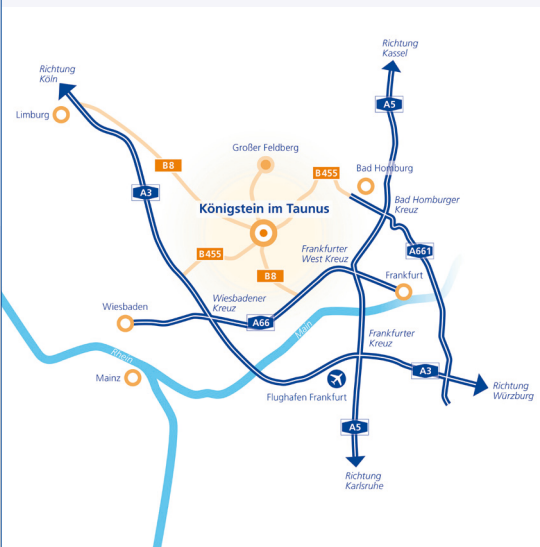 Richtung
Kassel
Richtung
Köln
A5
Limburg
Großer Feldberg
B8
B455
Bad Homburg
A3
Königstein im Taunus
Bad Homburger
Kreuz
B455
Frankfurter
West Kreuz
A661
B8
Frankfurt
Wiesbaden
Wiesbadener
Kreuz
A66
Main
Frankfurter
Kreuz
Rhein
Mainz
A3
Flughafen Frankfurt
Richtung
Würzburg
A5
Richtung
Karlsruhe